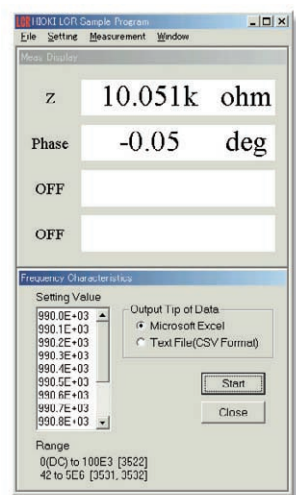 LCR HIOKI LCR Sample Program
File Setting Measurement Window
Meas Display
Z 10.051k ohm
Phase -0.05 deg
OFF
OFF
Frequency Characteristics
Setting Value
990.0E+03
990.1E+03
990.2E+03
990.3E+03
990.4E+03
990.5E+03
990.6E+03
990.7E+03
990.8E+03
Output Tip of Data
Microsoft Excel
Text File(CSV Format)
Start
Close
Range
0(DC) to 100E3 [3522]
42 to 5E6 [3531, 3532]